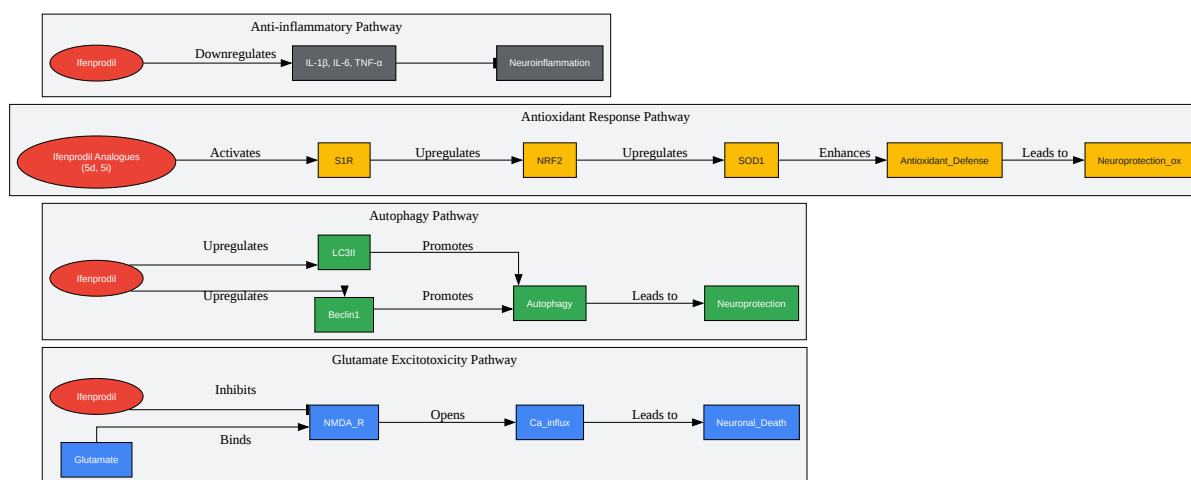 Anti-inflammatory Pathway
Ifenprodil
Downregulates
IL-1β, IL-6, TNF-α
Neuroinflammation
Antioxidant Response Pathway
Ifenprodil Analogues
(5d, 5i)
Activates
S1R
Upregulates
NRF2
Upregulates
SOD1
Enhances
Antioxidant_Defense
Leads to
Neuroprotection_ox
Autophagy Pathway
Ifenprodil
Upregulates
LC3II
Promotes
Upregulates
Beclin1
Promotes
Autophagy
Leads to
Neuroprotection
Glutamate Excitotoxicity Pathway
Ifenprodil
Inhibits
Glutamate
Binds
NMDA_R
Opens
Ca_influx
Leads to
Neuronal_Death